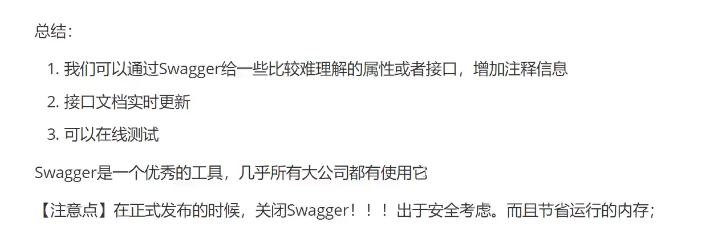 总结：
1. 我们可以通过Swagger给一些比较难理解的属性或者接口，增加注释信息
2. 接口文档实时更新
3. 可以在线测试
Swagger是一个优秀的工具，几乎所有大公司都有使用它
【注意点】在正式发布的时候，关闭Swagger！！！出于安全考虑。而且节省运行的内存；